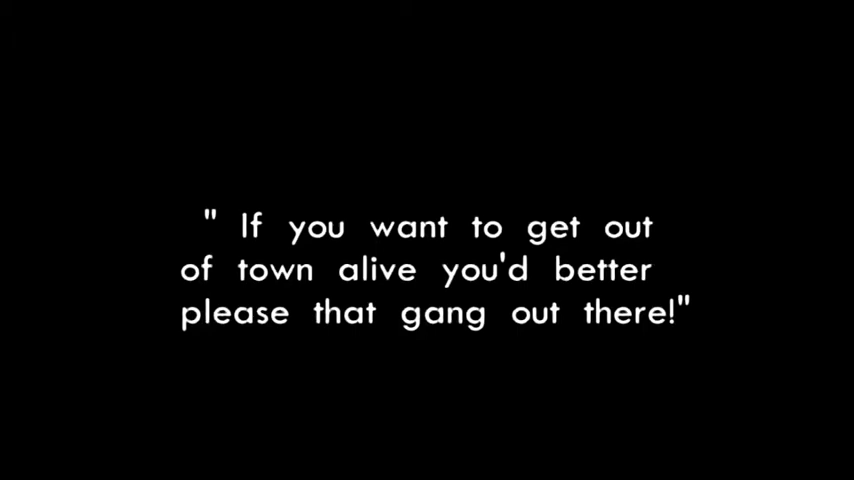 " If you want to get out
of town alive you'd better
please that gang out there!"